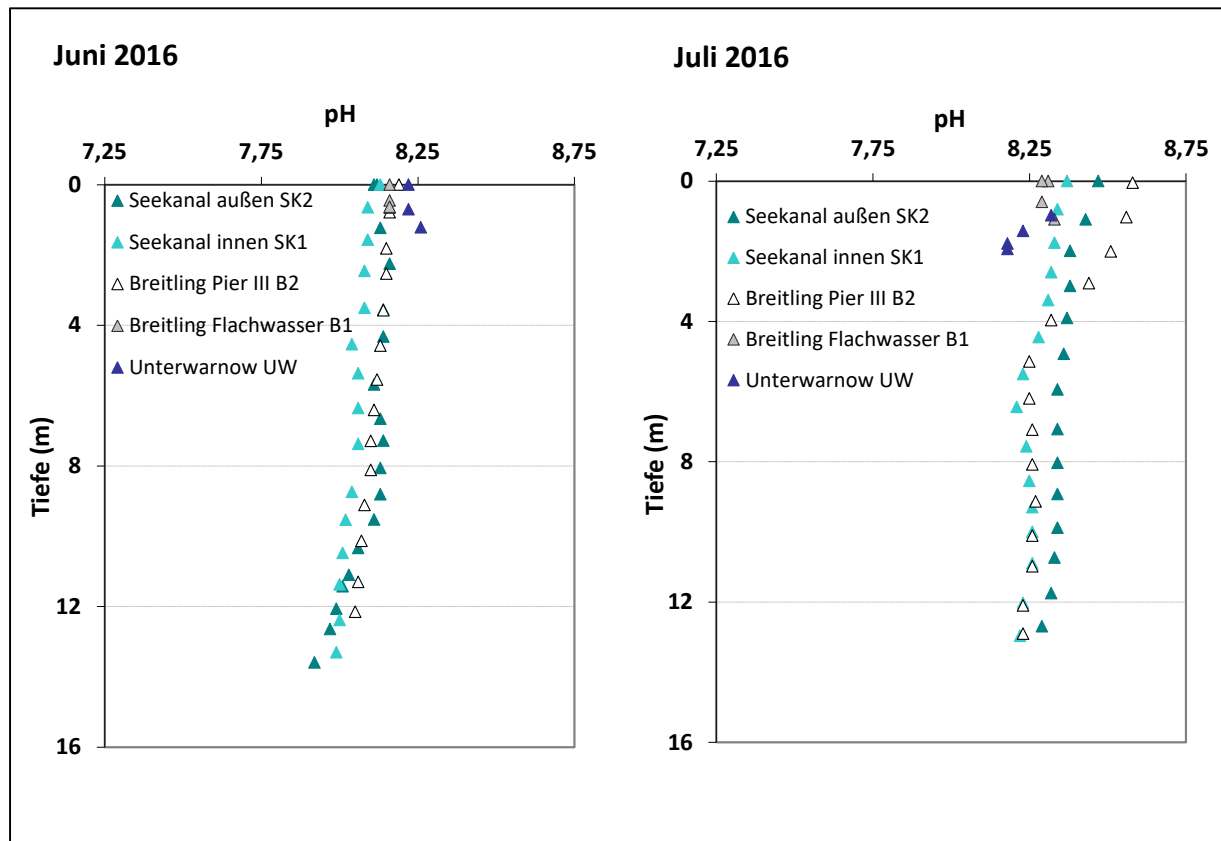 Juni 2016
pH
7,25 7,75 8,25 8,75
0
4
8
12
16
Tiefe (m)
Seekanal außen SK2
Seekanal innen SK1
Breitling Pier III B2
Breitling Flachwasser B1
Unterwarnow UW
Juli 2016
pH
7,25 7,75 8,25 8,75
0
4
8
12
16
Tiefe (m)
Seekanal außen SK2
Seekanal innen SK1
Breitling Pier III B2
Breitling Flachwasser B1
Unterwarnow UW